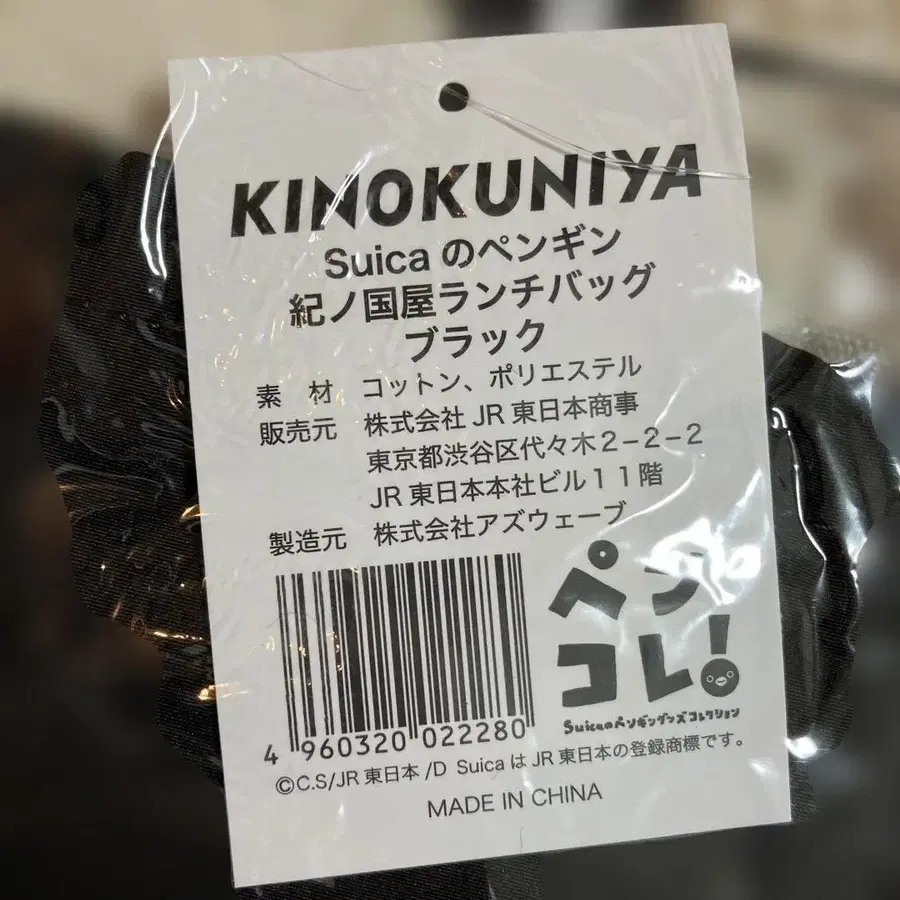 KINOKUNIYA
Suica のペンギン
紀ノ国屋ランチバッグ
ブラック
素 材 コットン、ポリエステル
販売元 株式会社 JR 東日本商事
東京都渋谷区代々木2-2-2
JR 東日本本社ビル11階
製造元 株式会社アズウェーブ
ペンコレ!
Suicaのペンギングッズコレクション
4 960320 022280
©C.S/JR 東日本 /D Suica は JR 東日本の登録商標です。
MADE IN CHINA